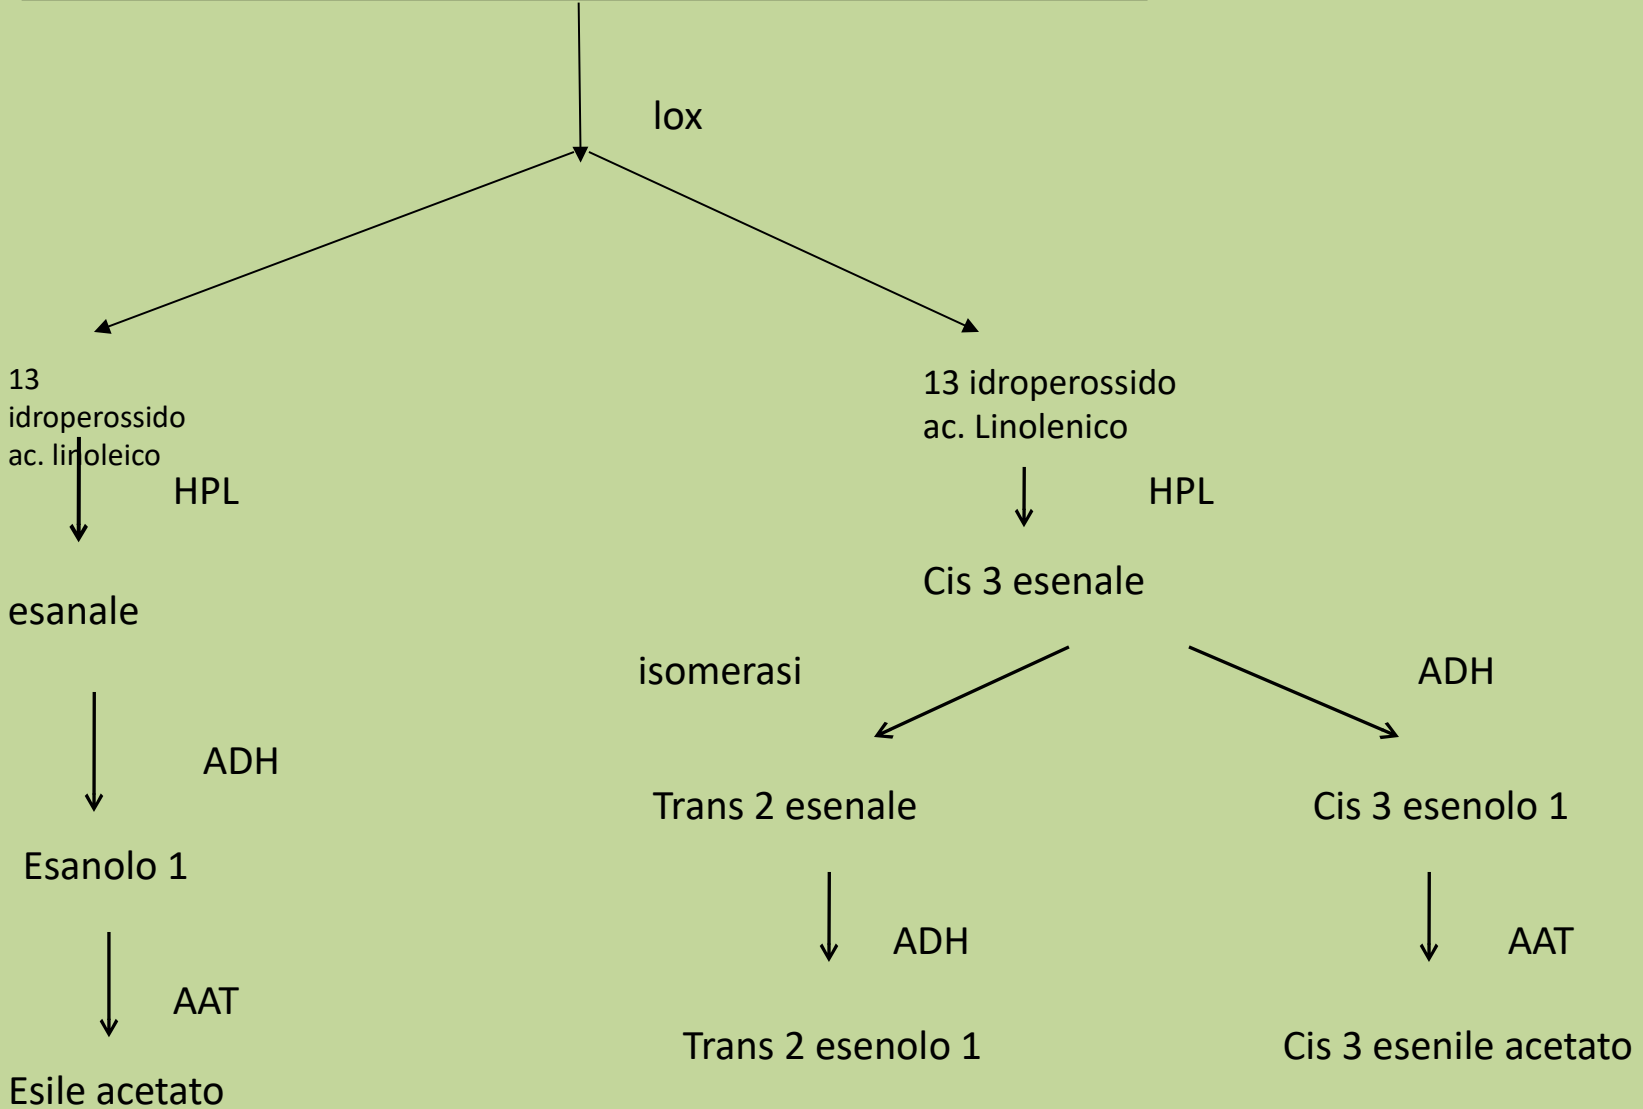 lox
13
idroperossido
ac. linoleico
13 idroperossido
ac. Linolenico
HPL
HPL
Cis 3 esenale
esanale
isomerasi
ADH
ADH
Trans 2 esenale
Cis 3 esenolo 1
Esanolo 1
ADH
AAT
AAT
Trans 2 esenolo 1
Cis 3 esenile acetato
Esile acetato